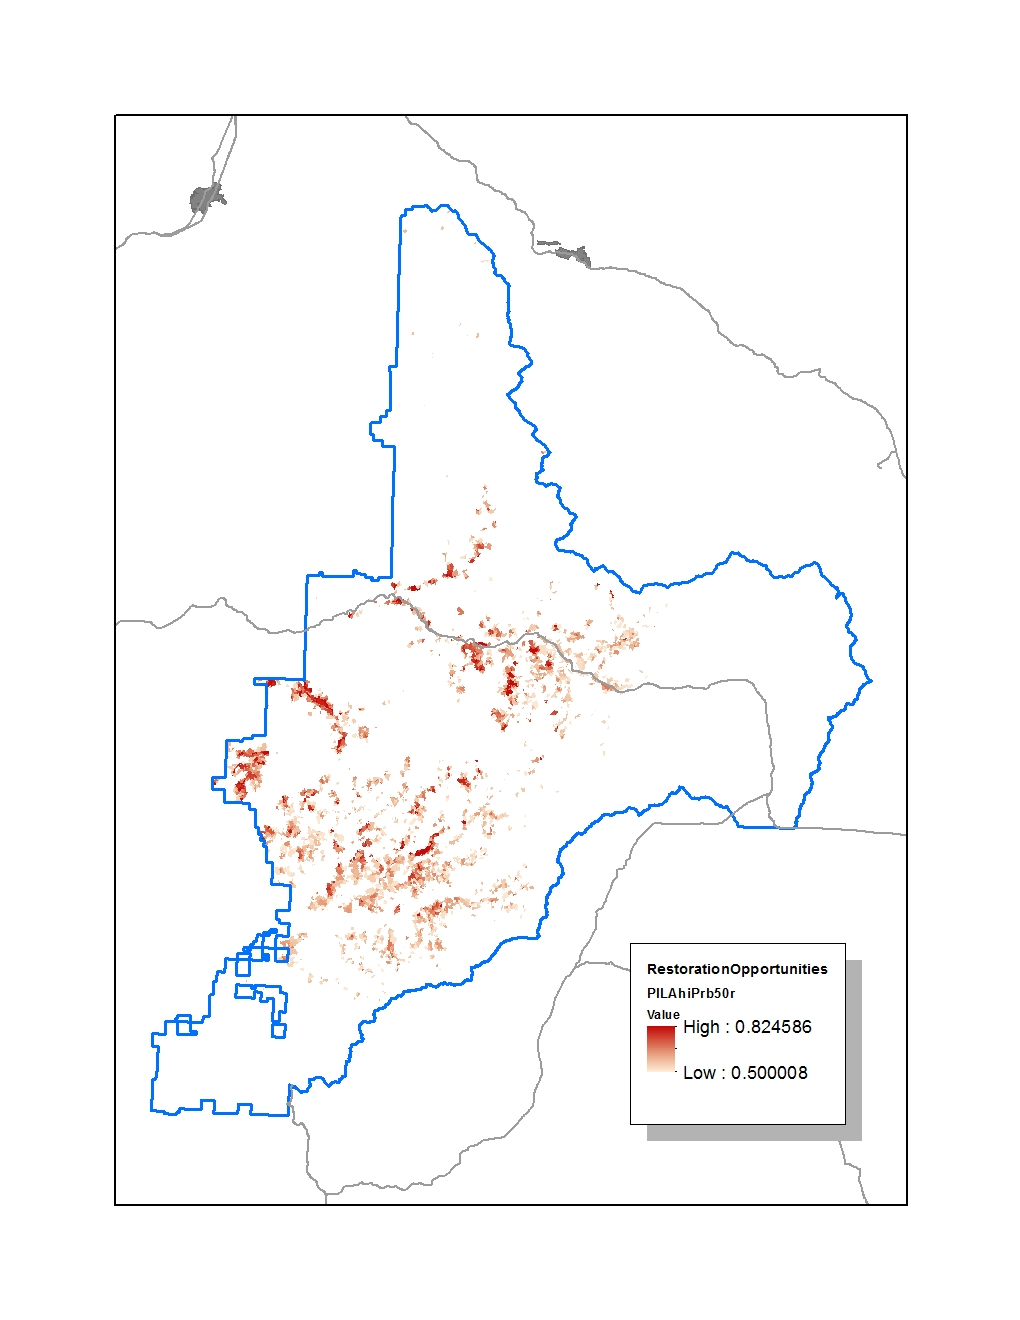 RestorationOpportunities
PILAhiPrb50r
Value
High : 0.824586
Low : 0.500008